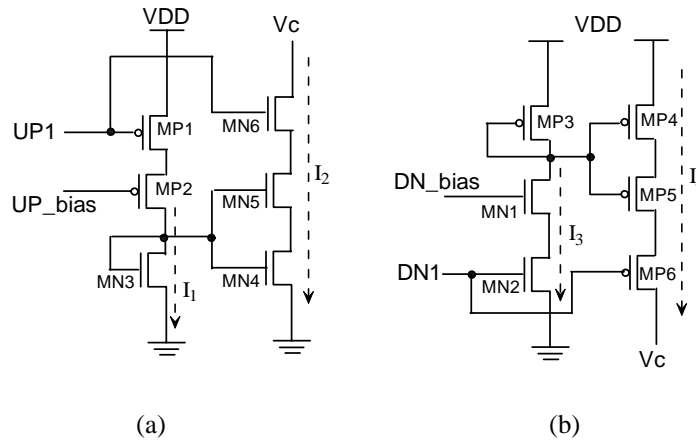 VDD
Vc
UP1
MP1
MN6
MP2
UP_bias
MN5
I2
MN3
I1
MN4
(a)
VDD
MP3
MP4
DN_bias
MN1
MP5
I
I3
DN1
MN2
MP6
Vc
(b)